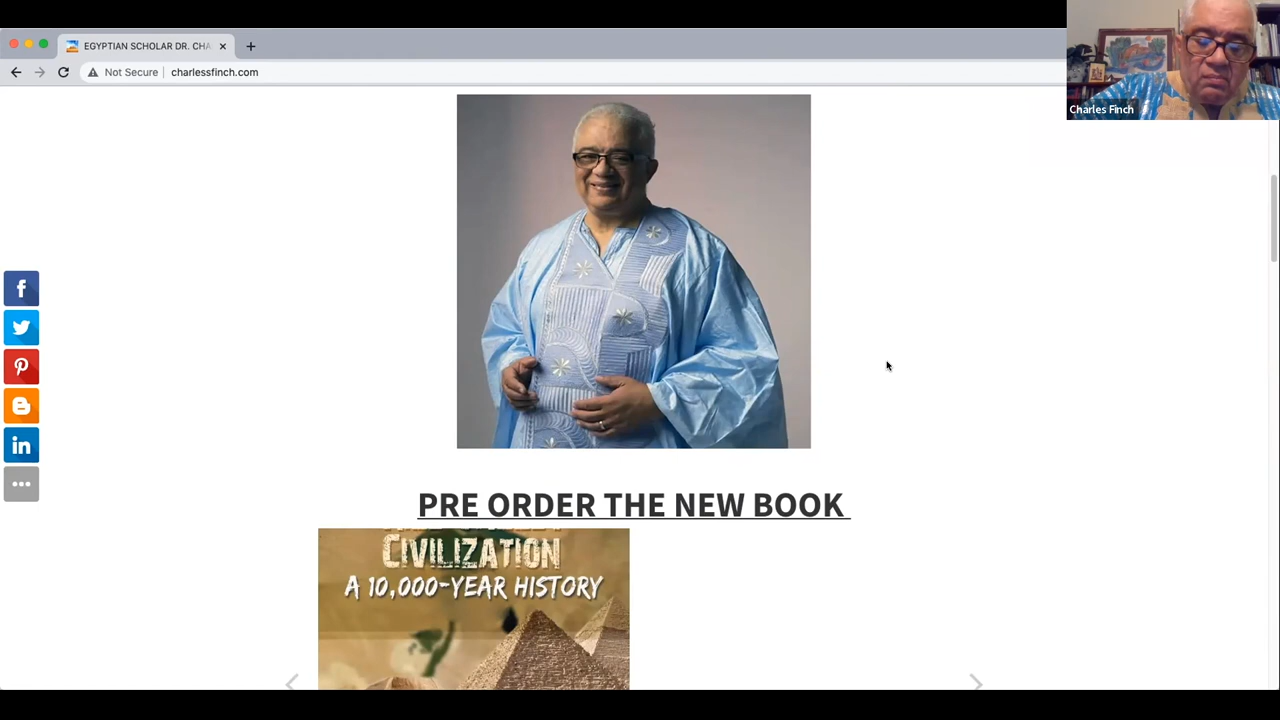 EGYPTIAN SCHOLAR DR. CHA
Not Secure
charlessfinch.com
Charles Finch
PRE ORDER THE NEW BOOK
CIVILIZATION
A 10,000-YEAR HISTORY